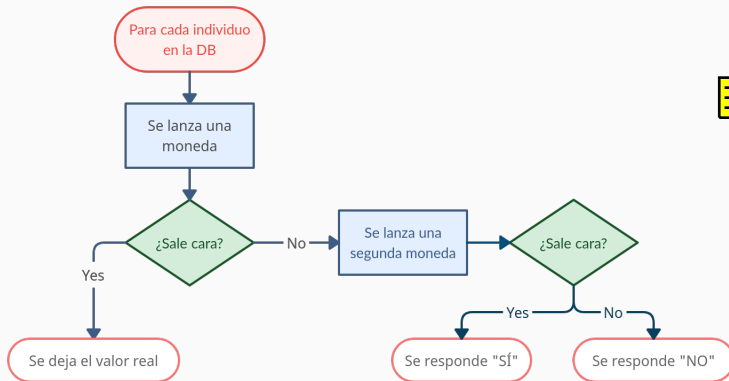 Para cada individuo
en la DB
Se lanza una
moneda
¿Sale cara?
No
Se lanza una
segunda moneda
¿Sale cara?
Yes
Yes
No
Se deja el valor real
Se responde "SÍ"
Se responde "NO"